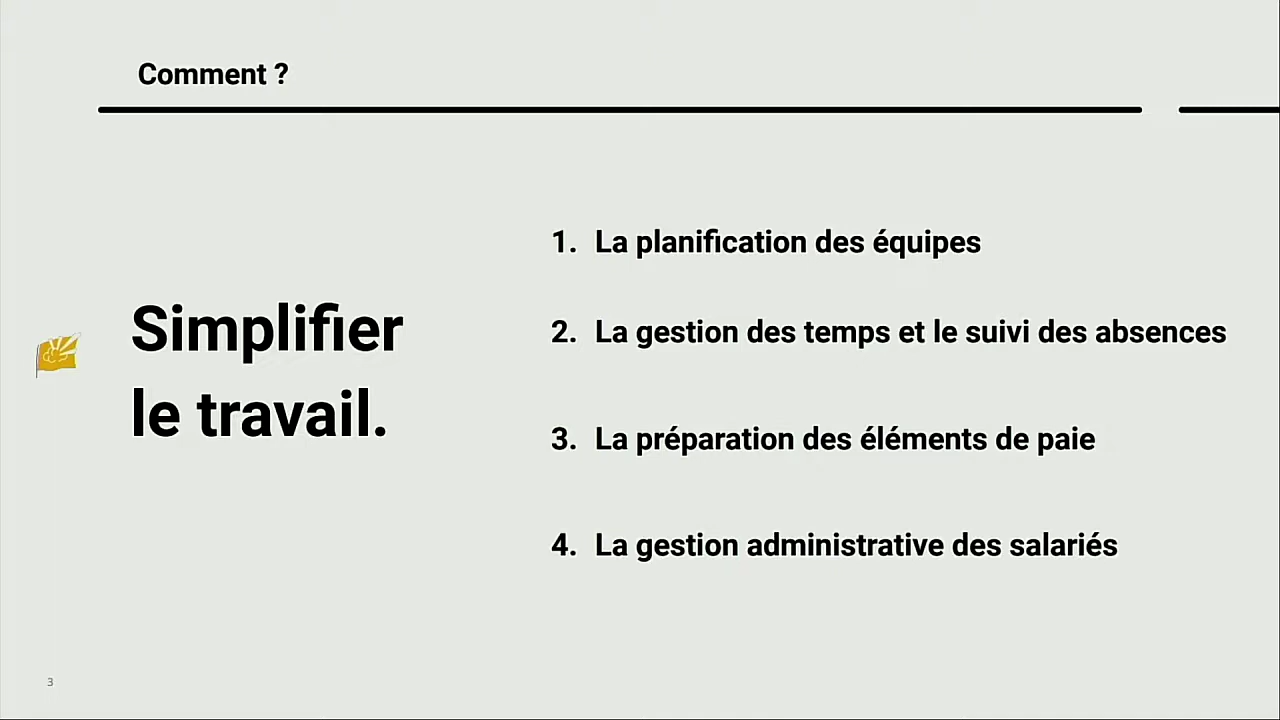 Comment ?
Simplifier
le travail.
1. La planification des équipes
2. La gestion des temps et le suivi des absences
3. La préparation des éléments de paie
4. La gestion administrative des salariés
3